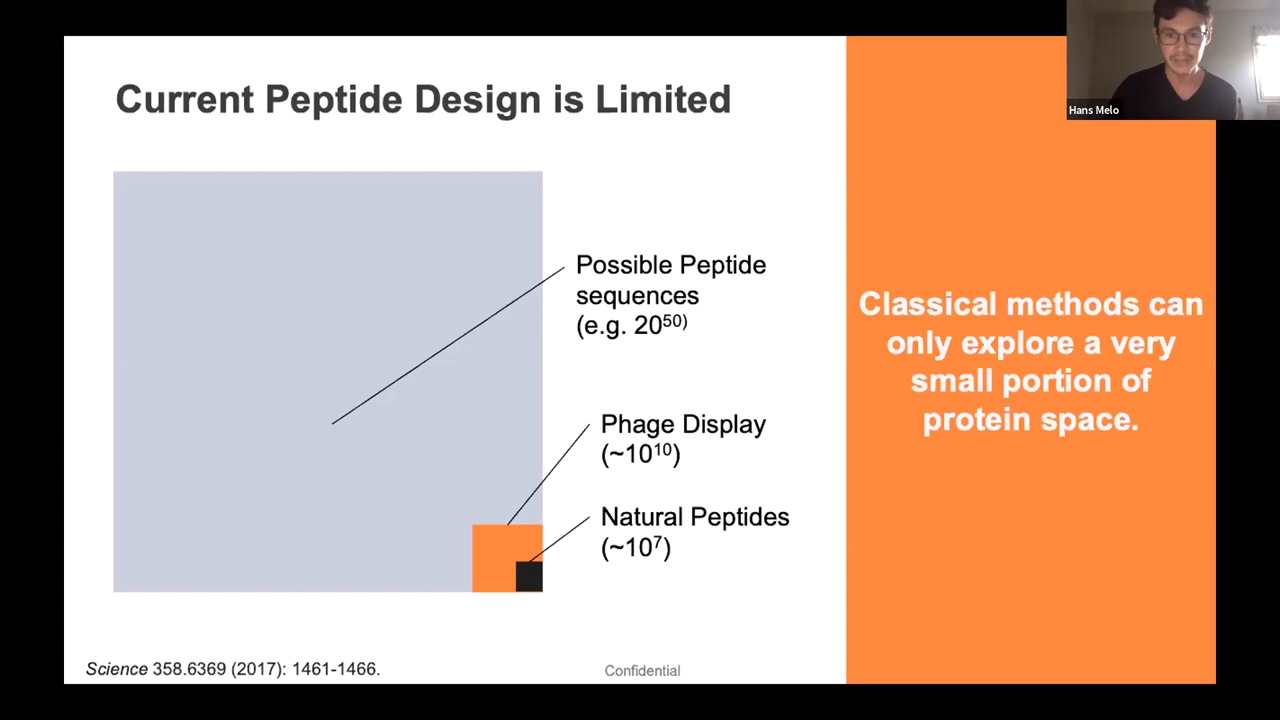 Current Peptide Design is Limited
Hans Melo
Possible Peptide
sequences
(e.g. 20⁵⁰⁾
Phage Display
(~10¹⁰)
Natural Peptides
(~10⁷)
Classical methods can
only explore a very
small portion of
protein space.
Science 358.6369 (2017): 1461-1466.
Confidential